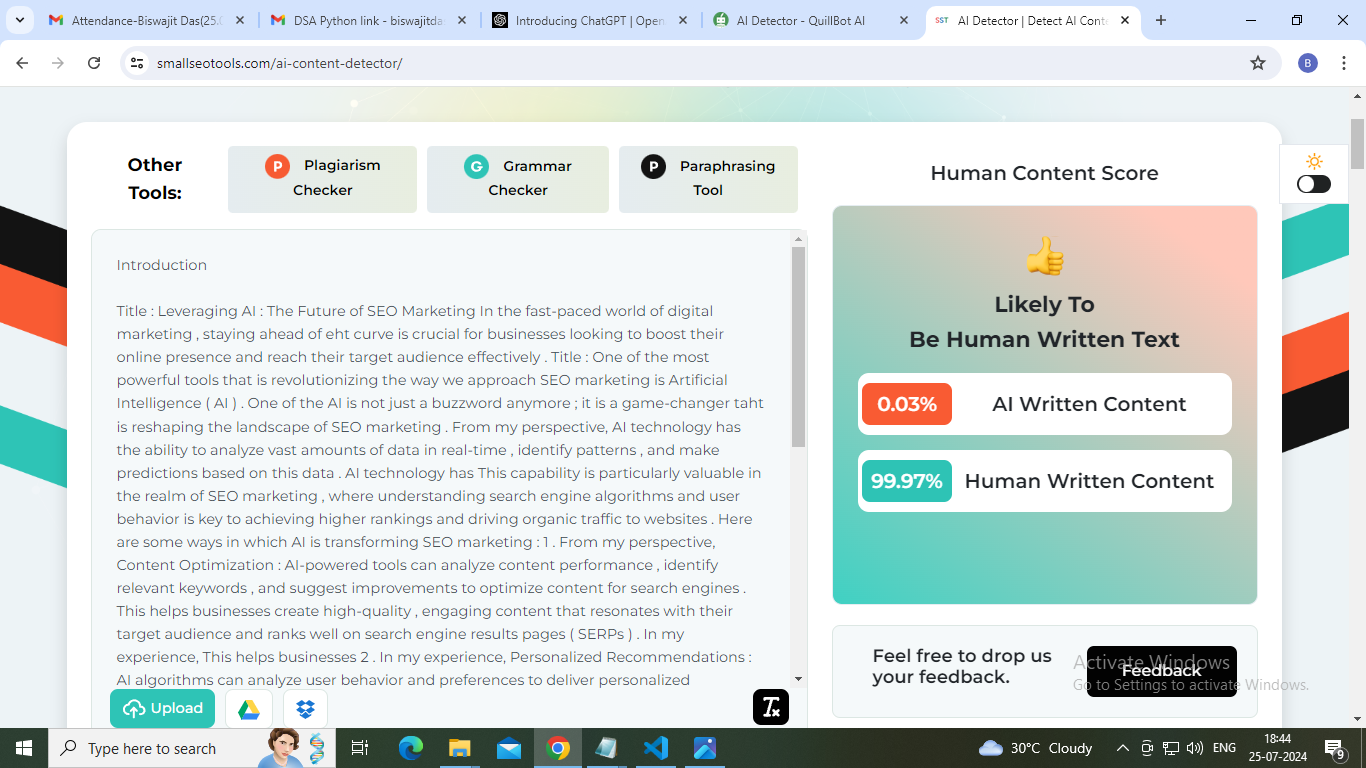 Attendance-Biswajit Das(25.0
DSA Python link - biswajitdas
Introducing ChatGPT | Open
AI Detector - QuillBot AI
SST AI Detector | Detect AI Conte
smallseotools.com/ai-content-detector/
B
Other
Tools:
P Plagiarism
Checker
G Grammar
Checker
P Paraphrasing
Tool
Introduction
Title : Leveraging AI : The Future of SEO Marketing In the fast-paced world of digital
marketing , staying ahead of eht curve is crucial for businesses looking to boost their
online presence and reach their target audience effectively . Title : One of the most
powerful tools that is revolutionizing the way we approach SEO marketing is Artificial
Intelligence ( AI ) . One of the AI is not just a buzzword anymore ; it is a game-changer taht
is reshaping the landscape of SEO marketing . From my perspective, AI technology has
the ability to analyze vast amounts of data in real-time , identify patterns , and make
predictions based on this data . AI technology has This capability is particularly valuable in
the realm of SEO marketing , where understanding search engine algorithms and user
behavior is key to achieving higher rankings and driving organic traffic to websites . Here
are some ways in which AI is transforming SEO marketing : 1 . From my perspective,
Content Optimization : AI-powered tools can analyze content performance , identify
relevant keywords , and suggest improvements to optimize content for search engines .
This helps businesses create high-quality , engaging content that resonates with their
target audience and ranks well on search engine results pages ( SERPs ) . In my
experience, This helps businesses 2 . In my experience, Personalized Recommendations :
AI algorithms can analyze user behavior and preferences to deliver personalized
Upload
Tx
Human Content Score
Likely To
Be Human Written Text
0.03% AI Written Content
99.97% Human Written Content
Feel free to drop us
your feedback.
Feedback
Activate Windows
Go to Settings to activate Windows.
Type here to search
30°C Cloudy
ENG
18:44
25-07-2024
9